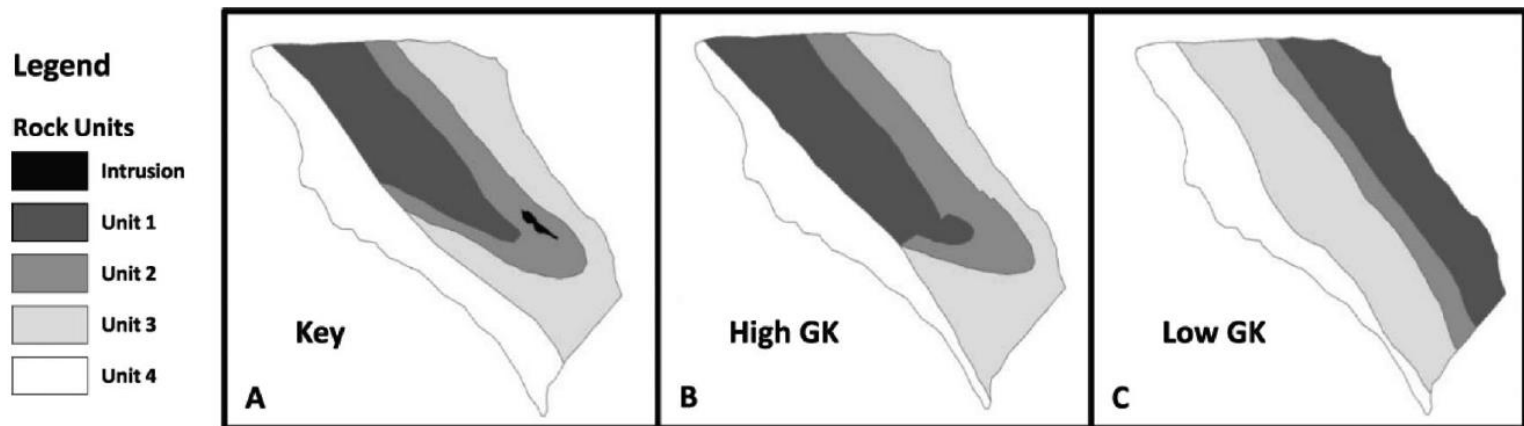 Legend
Rock Units
Intrusion
Unit 1
Unit 2
Unit 3
Unit 4
Key
A
High GK
B
Low GK
C